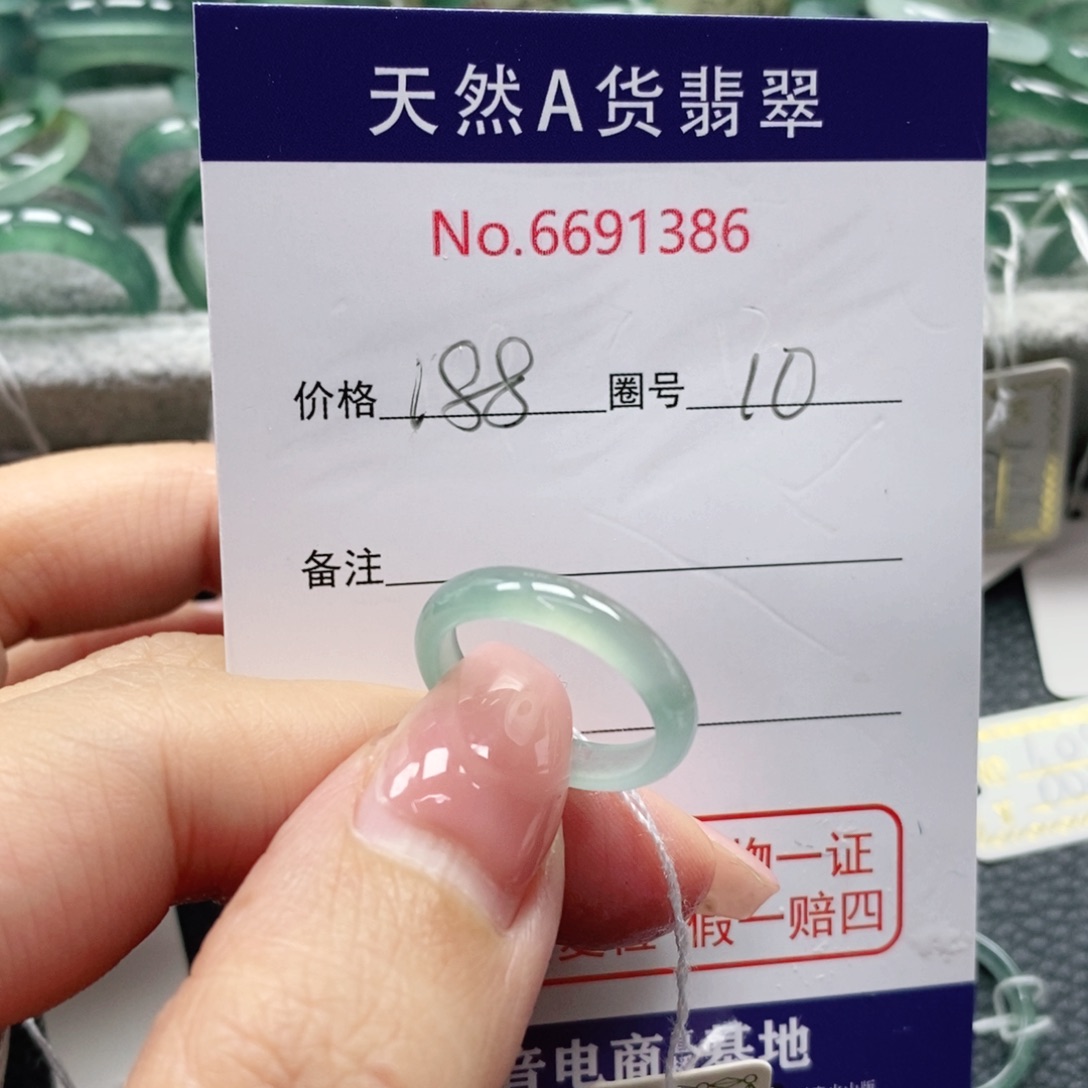 天然A货翡翠
No.6691386
价格 188 圈号 10
备注
物一证
假一赔四
音电商 基地